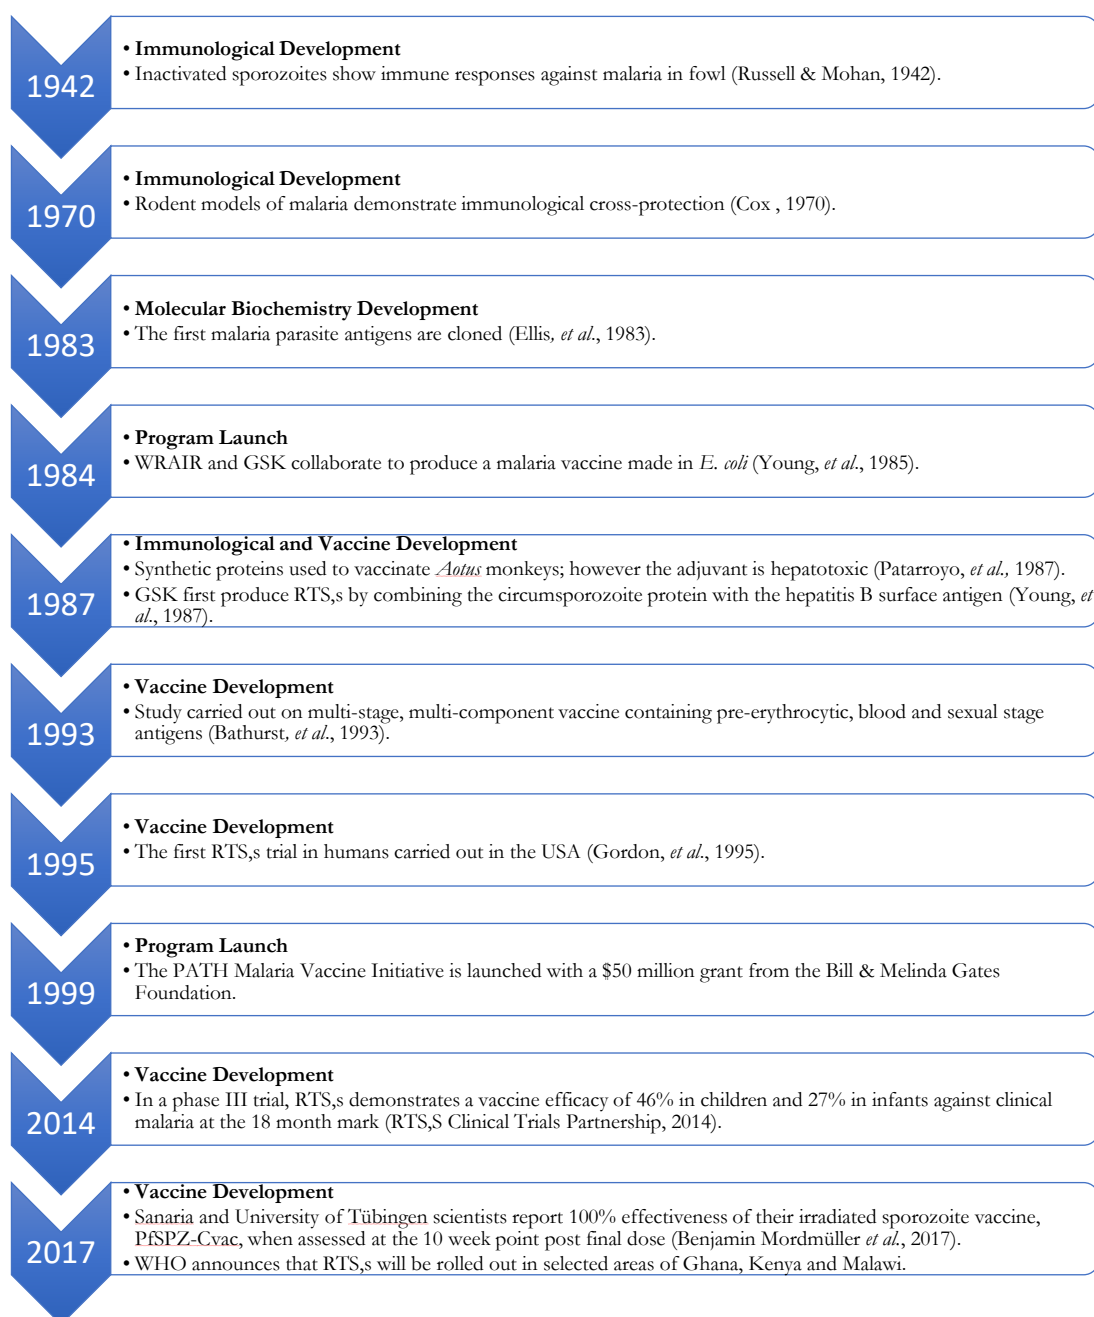 1942
• Immunological Development
• Inactivated sporozoites show immune responses against malaria in fowl (Russell & Mohan, 1942).
1970
• Immunological Development
• Rodent models of malaria demonstrate immunological cross-protection (Cox , 1970).
1983
• Molecular Biochemistry Development
• The first malaria parasite antigens are cloned (Ellis, et al., 1983).
1984
• Program Launch
• WRAIR and GSK collaborate to produce a malaria vaccine made in E. coli (Young, et al., 1985).
1987
• Immunological and Vaccine Development
• Synthetic proteins used to vaccinate Aotus monkeys; however the adjuvant is hepatotoxic (Patarroyo, et al., 1987).
• GSK first produce RTS,s by combining the circumsporozoite protein with the hepatitis B surface antigen (Young, et
al., 1987).
1993
• Vaccine Development
• Study carried out on multi-stage, multi-component vaccine containing pre-erythrocytic, blood and sexual stage
antigens (Bathurst, et al., 1993).
1995
• Vaccine Development
• The first RTS,s trial in humans carried out in the USA (Gordon, et al., 1995).
1999
• Program Launch
• The PATH Malaria Vaccine Initiative is launched with a $50 million grant from the Bill & Melinda Gates
Foundation.
2014
• Vaccine Development
• In a phase III trial, RTS,s demonstrates a vaccine efficacy of 46% in children and 27% in infants against clinical
malaria at the 18 month mark (RTS,S Clinical Trials Partnership, 2014).
2017
• Vaccine Development
• Sanaria and University of Tübingen scientists report 100% effectiveness of their irradiated sporozoite vaccine,
PfSPZ-Cvac, when assessed at the 10 week point post final dose (Benjamin Mordmüller et al., 2017).
• WHO announces that RTS,s will be rolled out in selected areas of Ghana, Kenya and Malawi.